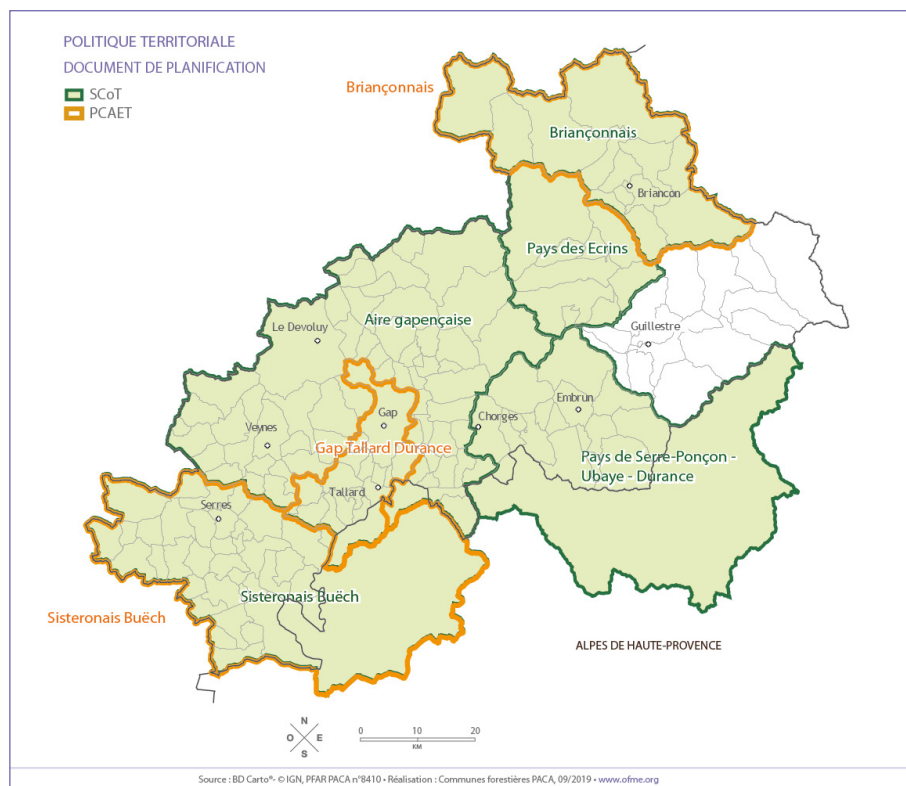 POLITIQUE TERRITORIALE
DOCUMENT DE PLANIFICATION
SCoT
PCAET
Briançonnais
Briançonnais
Briancon
Pays des Ecrins
Aire gapençaise
Le Devoluy
Guillestre
Embrun
Chorges
Gap
Veynes
Gap Tallard Durance
Pays de Serre-Ponçon -
Ubaye - Durance
Tallard
Serres
Sisteronais Buëch
Sisteronais Buëch
ALPES DE HAUTE-PROVENCE
N
O E
S
0 10 20
KM
Source : BD Carto®- © IGN, PFAR PACA n°8410 • Réalisation : Communes forestières PACA, 09/2019 • www.ofme.org